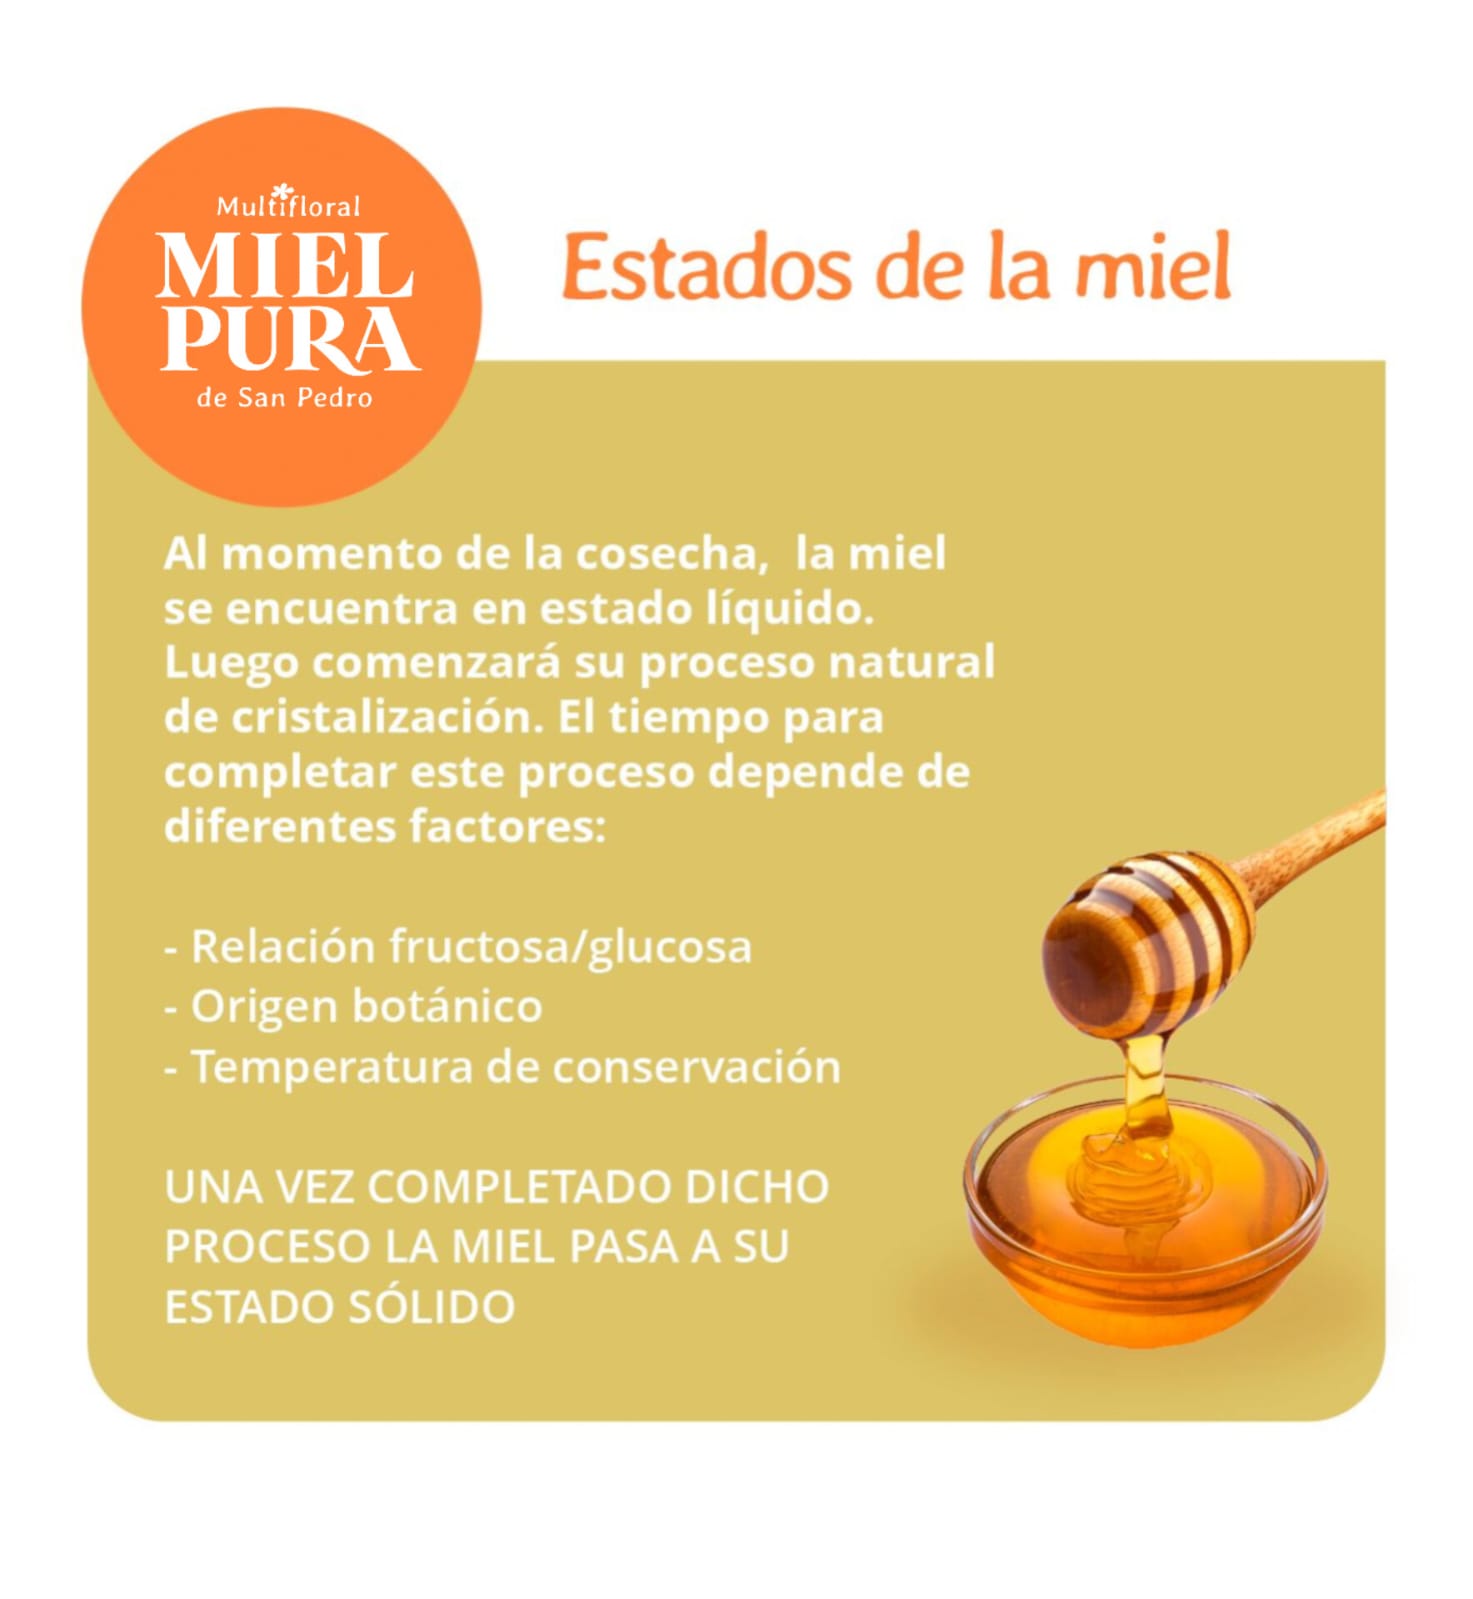 Multifloral
MIEL
PURA
de San Pedro
Estados de la miel
Al momento de la cosecha,  la miel
se encuentra en estado líquido.
Luego comenzará su proceso natural
de cristalización. El tiempo para
completar este proceso depende de
diferentes factores:
- Relación fructosa/glucosa
- Origen botánico
- Temperatura de conservación
UNA VEZ COMPLETADO DICHO
PROCESO LA MIEL PASA A SU
ESTADO SÓLIDO